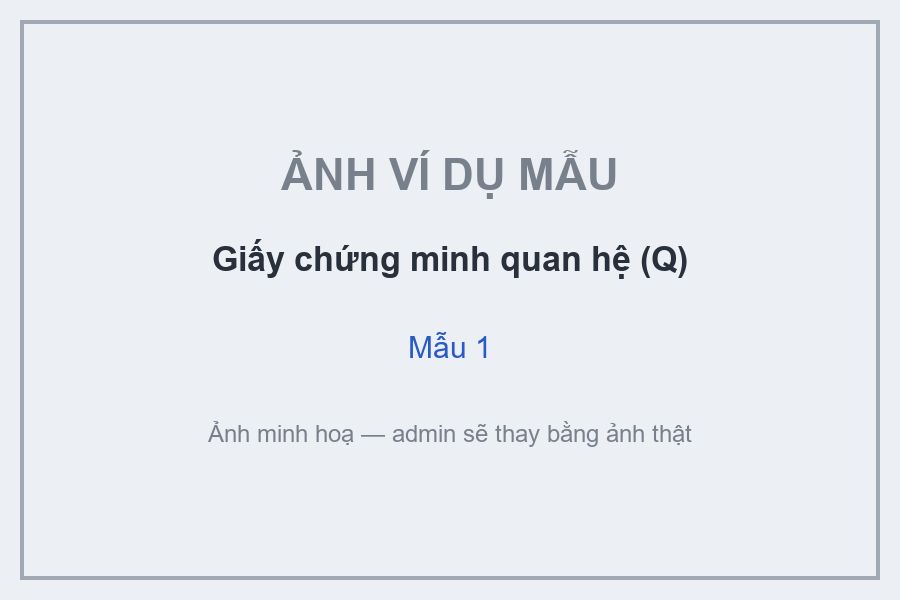 ẢNH VÍ DỤ MẪU
Giấy chứng minh quan hệ (Q)
Mẫu 1
Ảnh minh hoạ — admin sẽ thay bằng ảnh thật